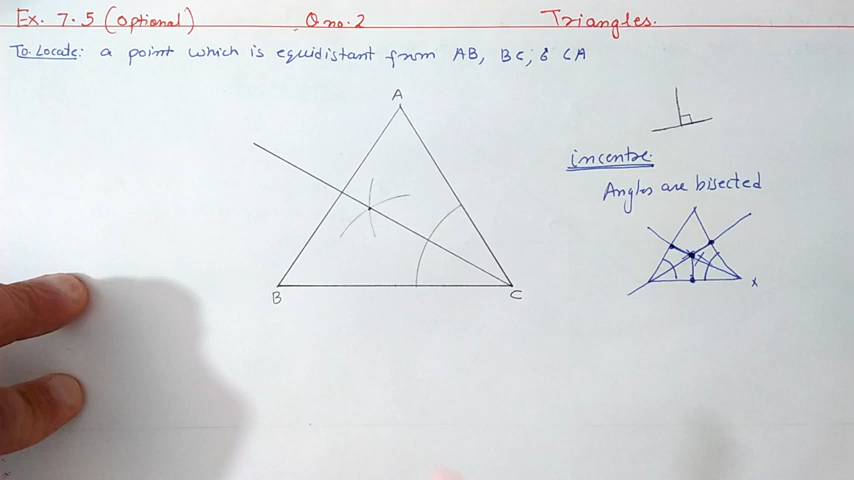 Ex. 7.5 (Optional) Q no. 2 Triangles.
To Locate: a point which is equidistant from AB, BC, & CA
A
incentre.
Angles are bisected
B
C
x